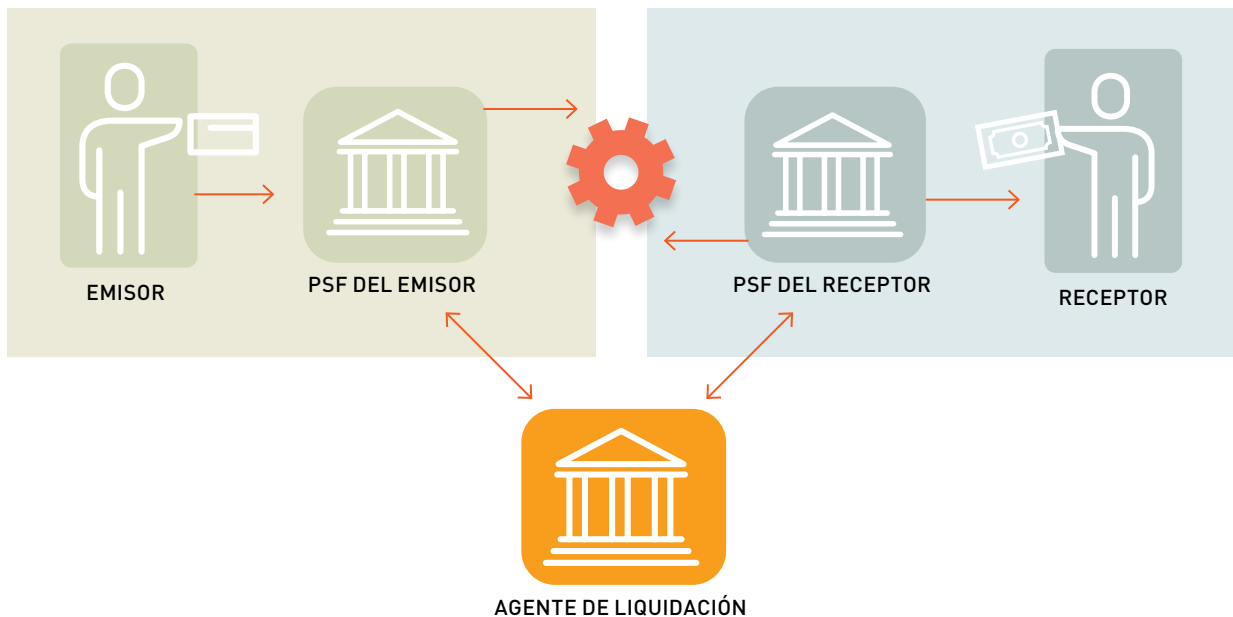 EMISOR
PSF DEL EMISOR
PSF DEL RECEPTOR
RECEPTOR
AGENTE DE LIQUIDACIÓN